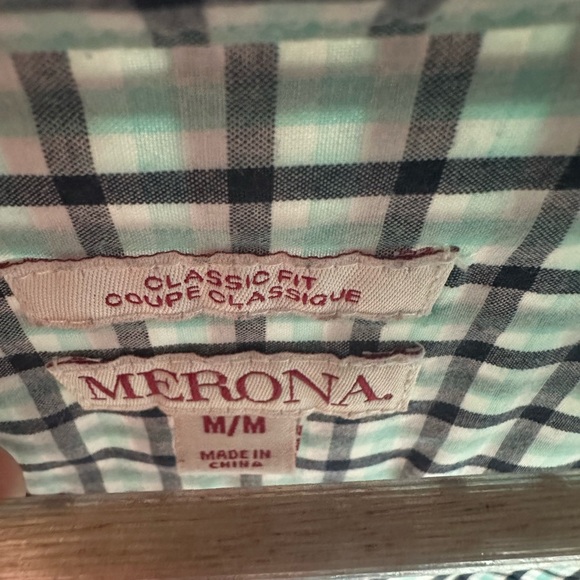 CLASSIC FIT
COUPE CLASSIQUE
MERONA.
M/M
MADE IN
CHINA